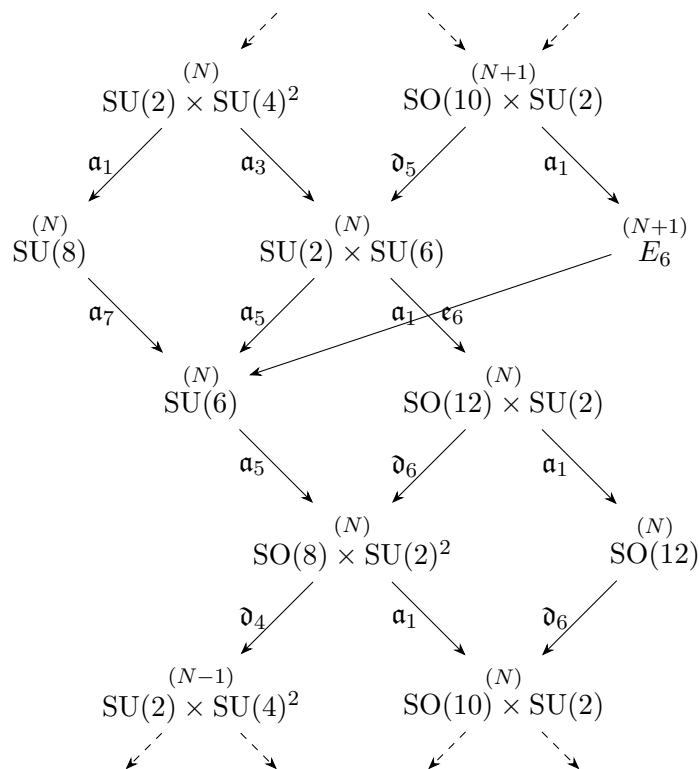 (N) (N+1)
SU(2) × SU(4)² SO(10) × SU(2)
𝔞₁ 𝔞₃ 𝔡₅ 𝔞₁
(N) (N) (N+1)
SU(8) SU(2) × SU(6) E₆
𝔞₇ 𝔞₅ 𝔞₁ 𝔢₆
(N) (N)
SU(6) SO(12) × SU(2)
𝔞₅ 𝔡₆ 𝔞₁
(N) (N)
SO(8) × SU(2)² SO(12)
𝔡₄ 𝔞₁ 𝔡₆
(N−1) (N)
SU(2) × SU(4)² SO(10) × SU(2)